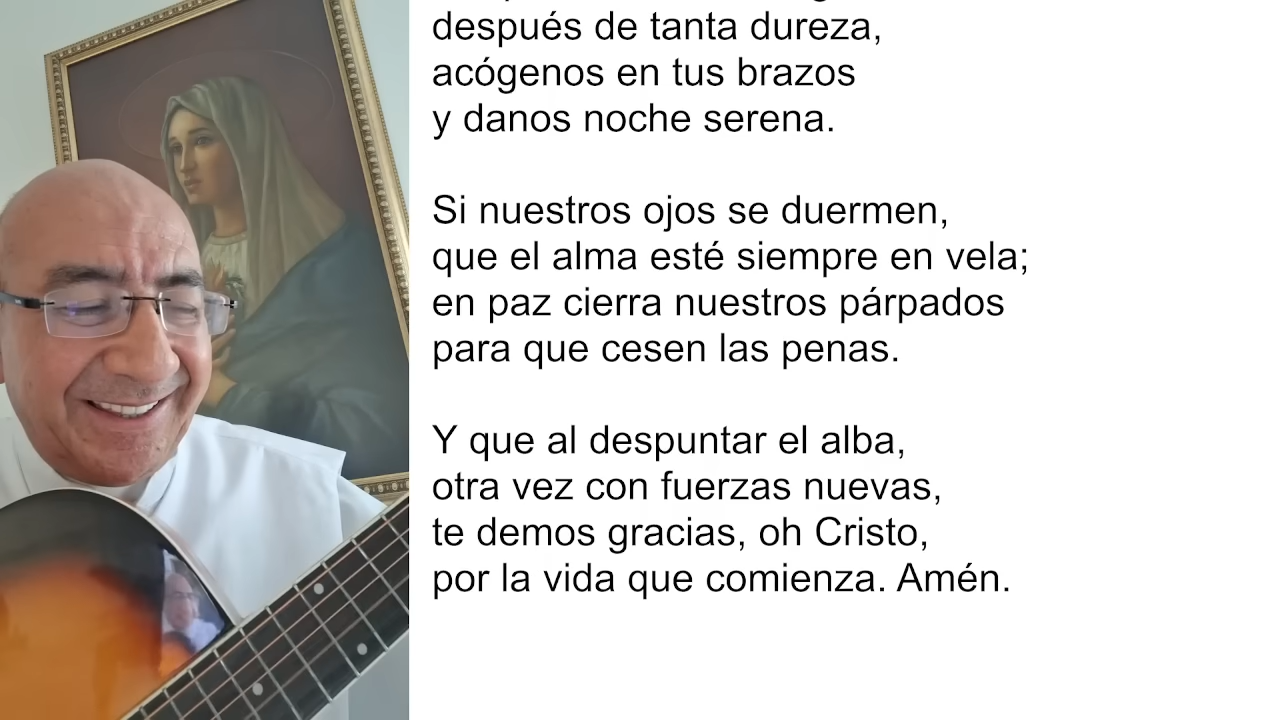 después de tanta dureza,
acógenos en tus brazos
y danos noche serena.
Si nuestros ojos se duermen,
que el alma esté siempre en vela;
en paz cierra nuestros párpados
para que cesen las penas.
Y que al despuntar el alba,
otra vez con fuerzas nuevas,
te demos gracias, oh Cristo,
por la vida que comienza. Amén.